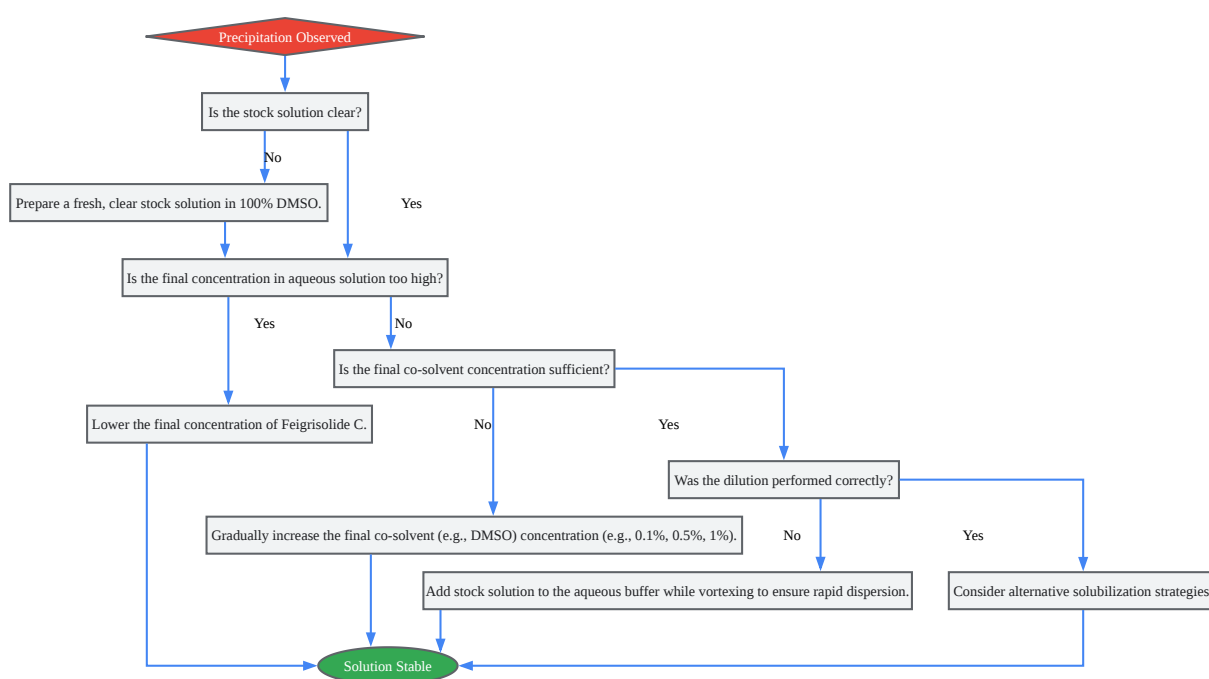 Precipitation Observed
Is the stock solution clear?
No
Prepare a fresh, clear stock solution in 100% DMSO.
Yes
Is the final concentration in aqueous solution too high?
Yes
No
Is the final co-solvent concentration sufficient?
Lower the final concentration of Feigrisolide C.
No
Yes
Was the dilution performed correctly?
Gradually increase the final co-solvent (e.g., DMSO) concentration (e.g., 0.1%, 0.5%, 1%).
No
Yes
Add stock solution to the aqueous buffer while vortexing to ensure rapid dispersion.
Consider alternative solubilization strategies
Solution Stable